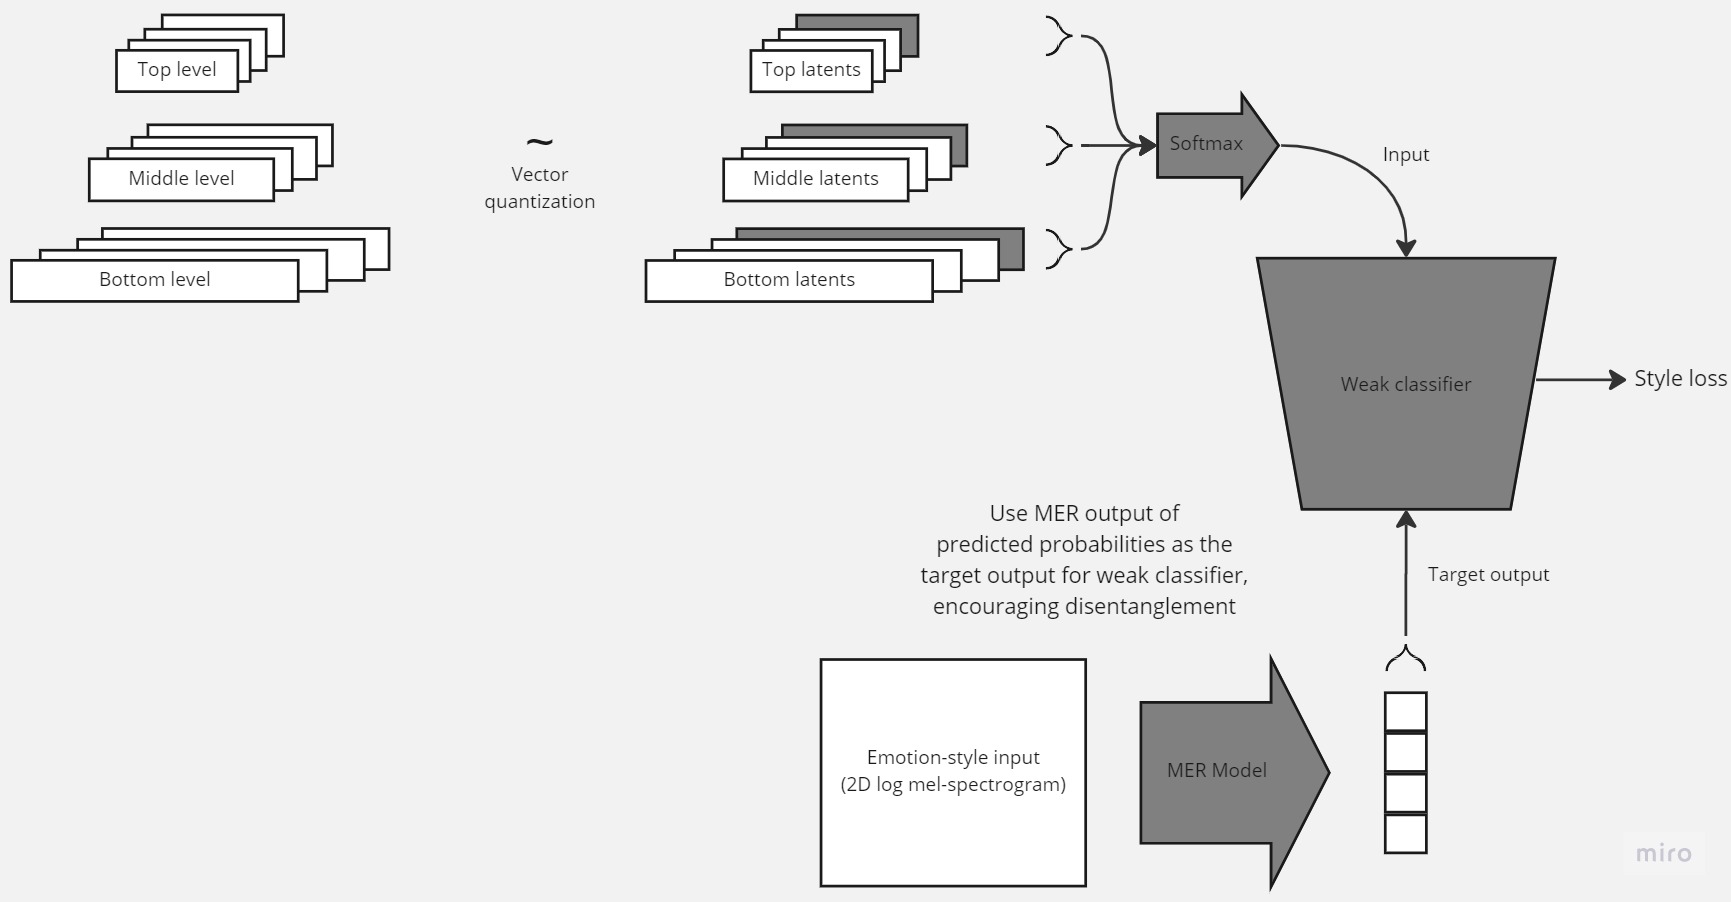 Top level
Middle level
Bottom level
~
Vector
quantization
Top latents
Middle latents
Bottom latents
Softmax
Input
Weak classifier
Style loss
Use MER output of
predicted probabilities as the
target output for weak classifier,
encouraging disentanglement
Target output
Emotion-style input
(2D log mel-spectrogram)
MER Model
miro